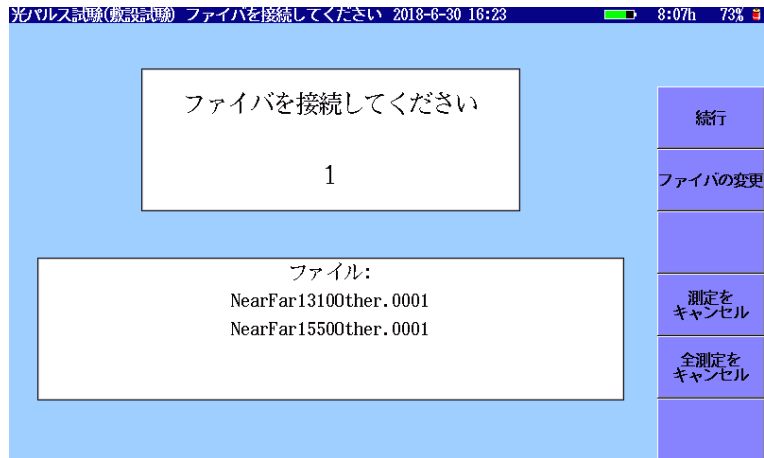 光パルス試験(敷設試験) ファイバを接続してください 2018-6-30 16:23 8:07h 73%
ファイバを接続してください
1
ファイル:
NearFar1310Other.0001
NearFar1550Other.0001
続行
ファイバの変更
測定を
キャンセル
全測定を
キャンセル